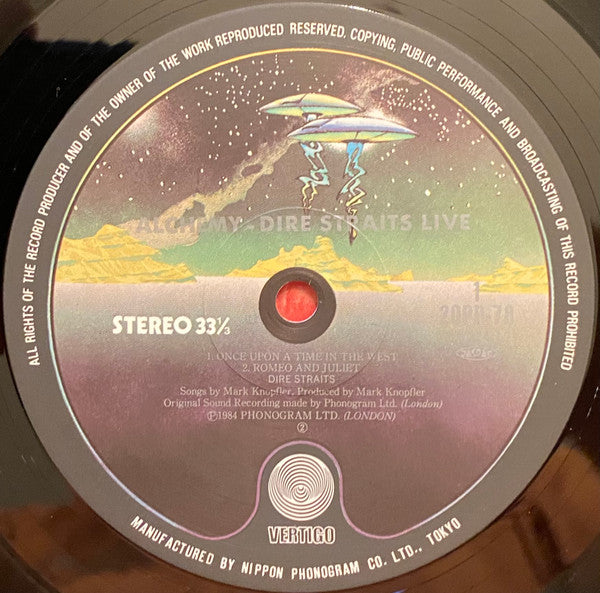 ALL RIGHTS OF THE RECORD PRODUCER AND OF THE OWNER OF THE WORK REPRODUCED RESERVED, COPYING, PUBLIC PERFORMANCE AND BROADCASTING OF THIS RECORD PROHIBITED
ALCHEMY - DIRE STRAITS LIVE
1
STEREO 33⅓
1. ONCE UPON A TIME IN THE WEST
2. ROMEO AND JULIET
DIRE STRAITS
Songs by Mark Knopfler, Produced by Mark Knopfler
Original Sound Recording made by Phonogram Ltd. (London)
Ⓟ1984 PHONOGRAM LTD. (LONDON)
②
VERTIGO
MANUFACTURED BY NIPPON PHONOGRAM CO. LTD., TOKYO